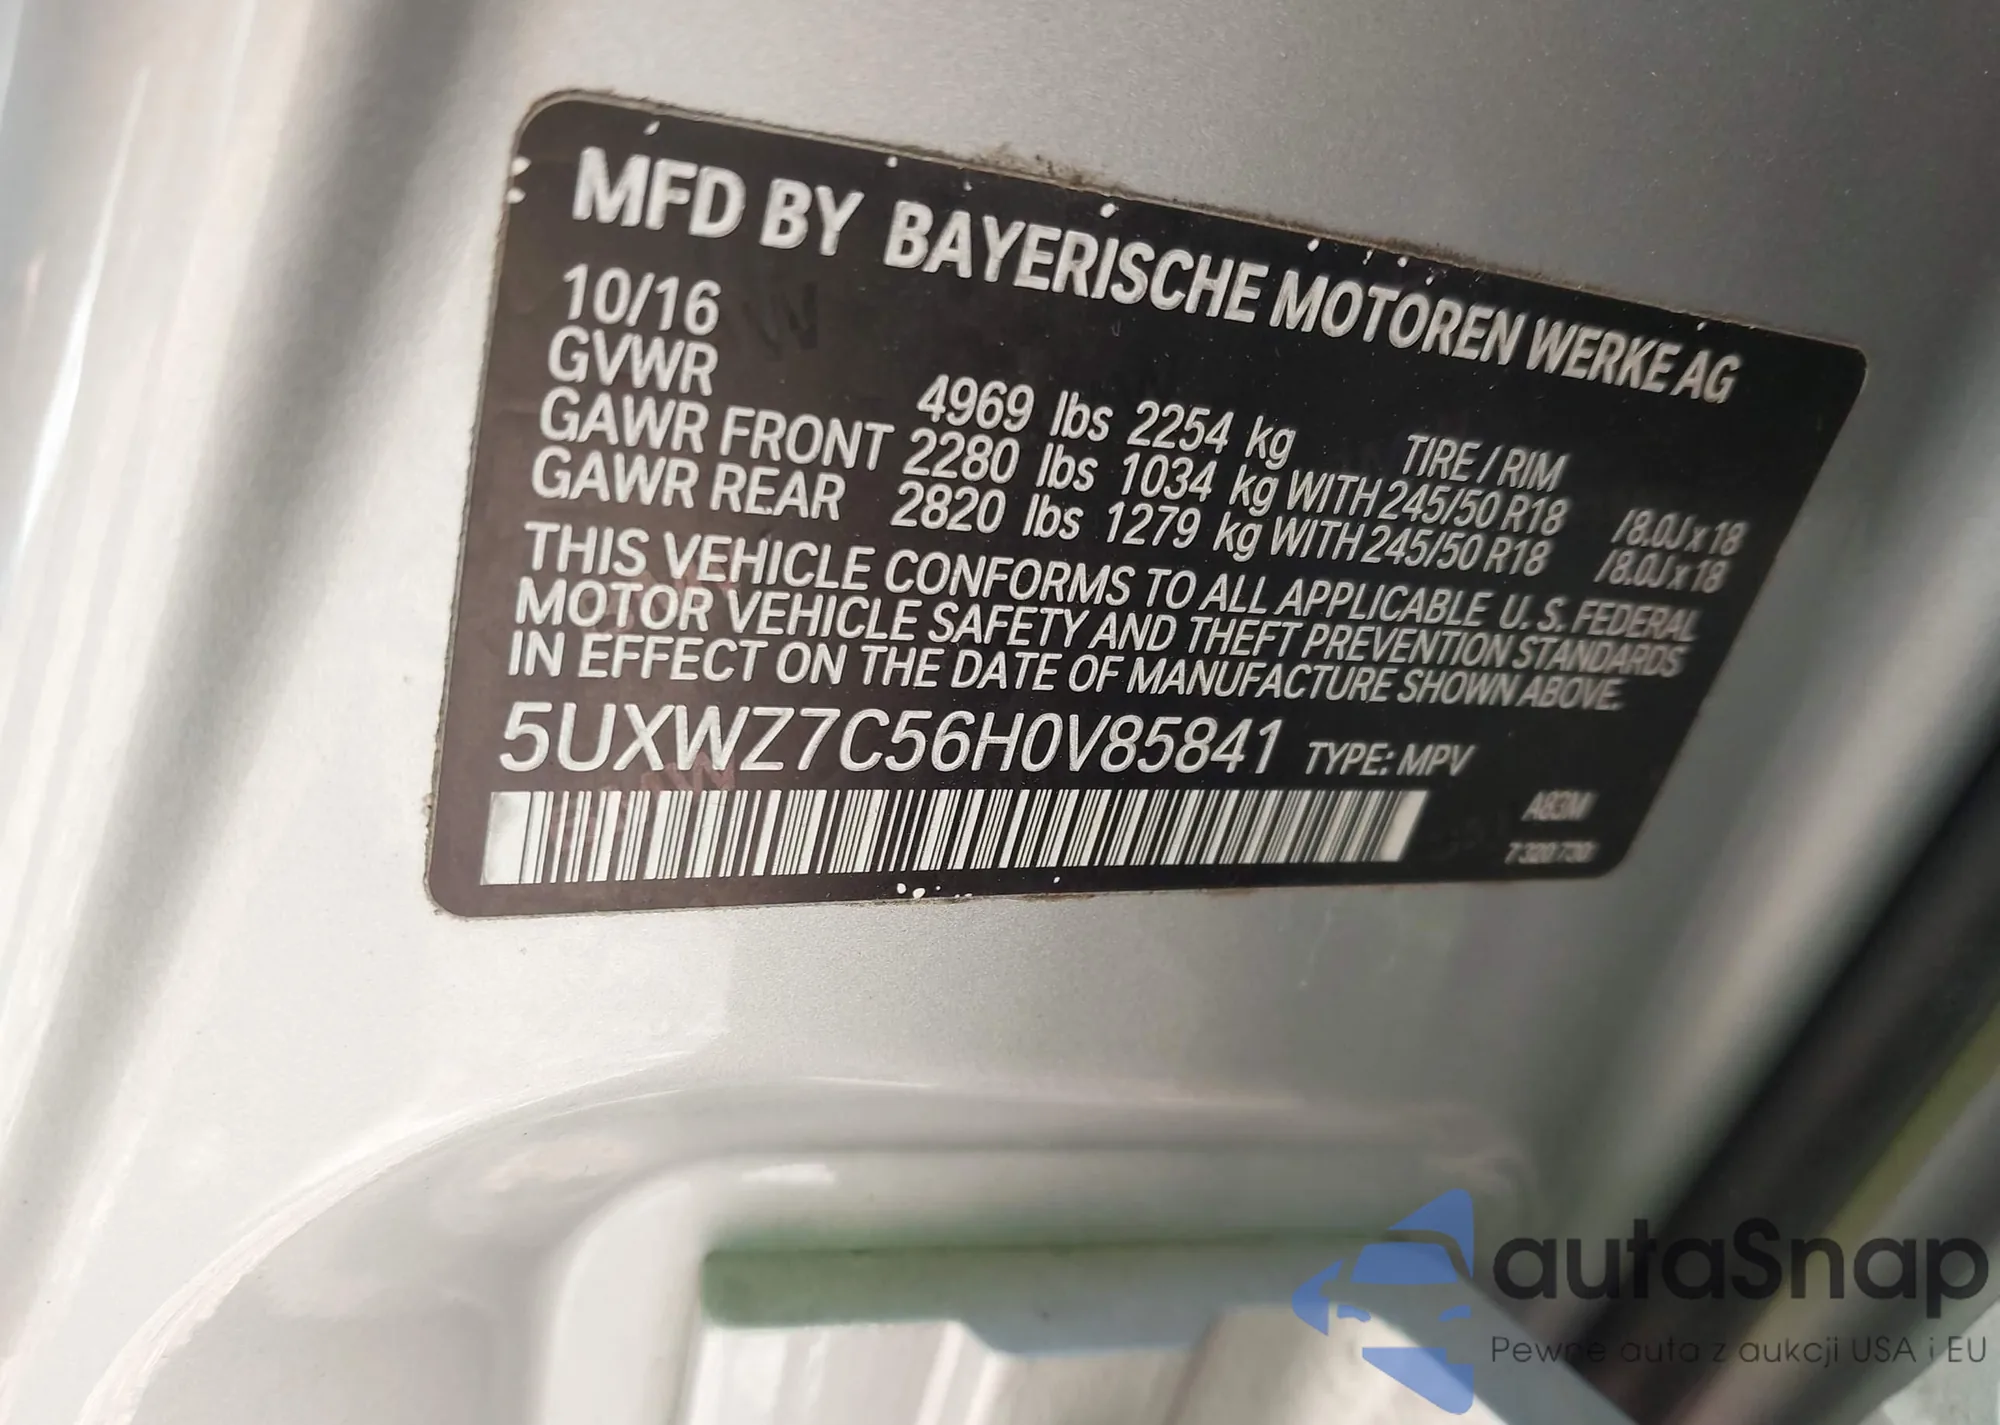 MFD BY BAYERISCHE MOTOREN WERKE AG
10/16
GVWR 4969 lbs 2254 kg TIRE / RIM
GAWR FRONT 2280 lbs 1034 kg WITH 245/50 R18 /8.0J x 18
GAWR REAR 2820 lbs 1279 kg WITH 245/50 R18 /8.0J x 18
THIS VEHICLE CONFORMS TO ALL APPLICABLE U. S. FEDERAL
MOTOR VEHICLE SAFETY AND THEFT PREVENTION STANDARDS
IN EFFECT ON THE DATE OF MANUFACTURE SHOWN ABOVE.
5UXWZ7C56H0V85841 TYPE: MPV
A83M
autaSnap
Pewne auta z aukcji USA i EU